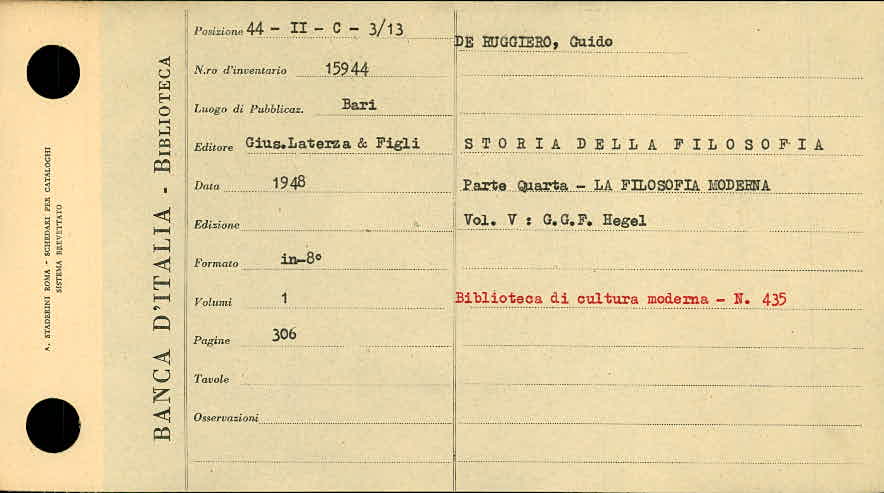 A. STADERINI ROMA - SCHEDARI PER CATALOGHI
SISTEMA BREVETTATO
BANCA D'ITALIA - BIBLIOTECA
Posizione 44 - II - C - 3/13
N.ro d'inventario 15944
Luogo di Pubblicaz. Bari
Editore Gius.Laterza & Figli
Data 1948
Edizione
Formato in-8°
Volumi 1
Pagine 306
Tavole
Osservazioni
DE RUGGIERO, Guido
STORIA DELLA FILOSOFIA
Parte Quarta - LA FILOSOFIA MODERNA
Vol. V : G.G.F. Hegel
Biblioteca di cultura moderna - N. 435